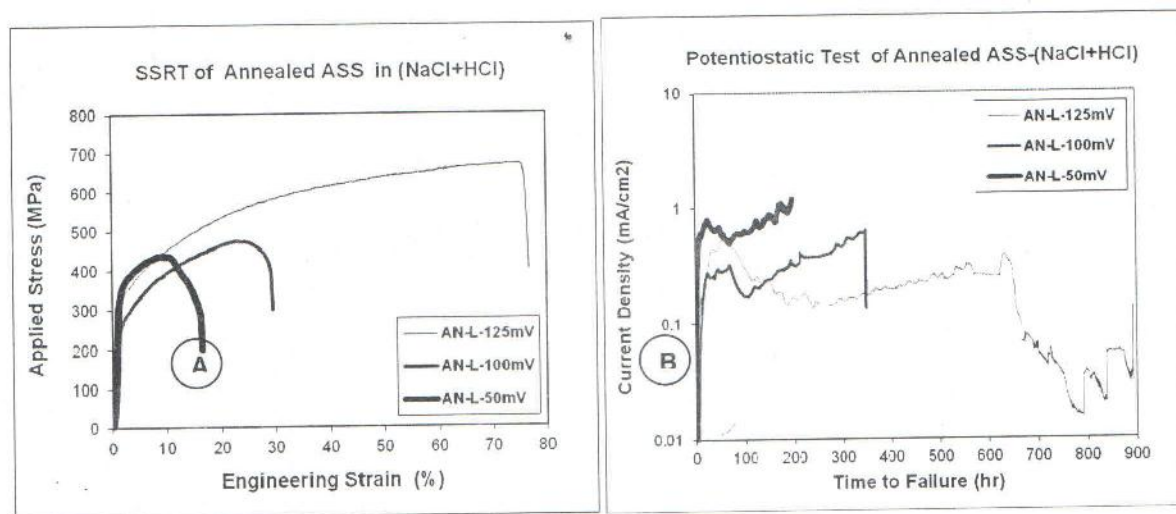 SSRT of Annealed ASS in (NaCl+HCl)
Applied Stress (MPa)
800
700
600
500
400
300
200
100
0
0 10 20 30 40 50 60 70 80
Engineering Strain (%)
AN-L-125mV
AN-L-100mV
AN-L-50mV
A
Potentiostatic Test of Annealed ASS-(NaCl+HCl)
Current Density (mA/cm2)
10
1
0.1
0.01
0 100 200 300 400 500 600 700 800 900
Time to Failure (hr)
AN-L-125mV
AN-L-100mV
AN-L-50mV
B